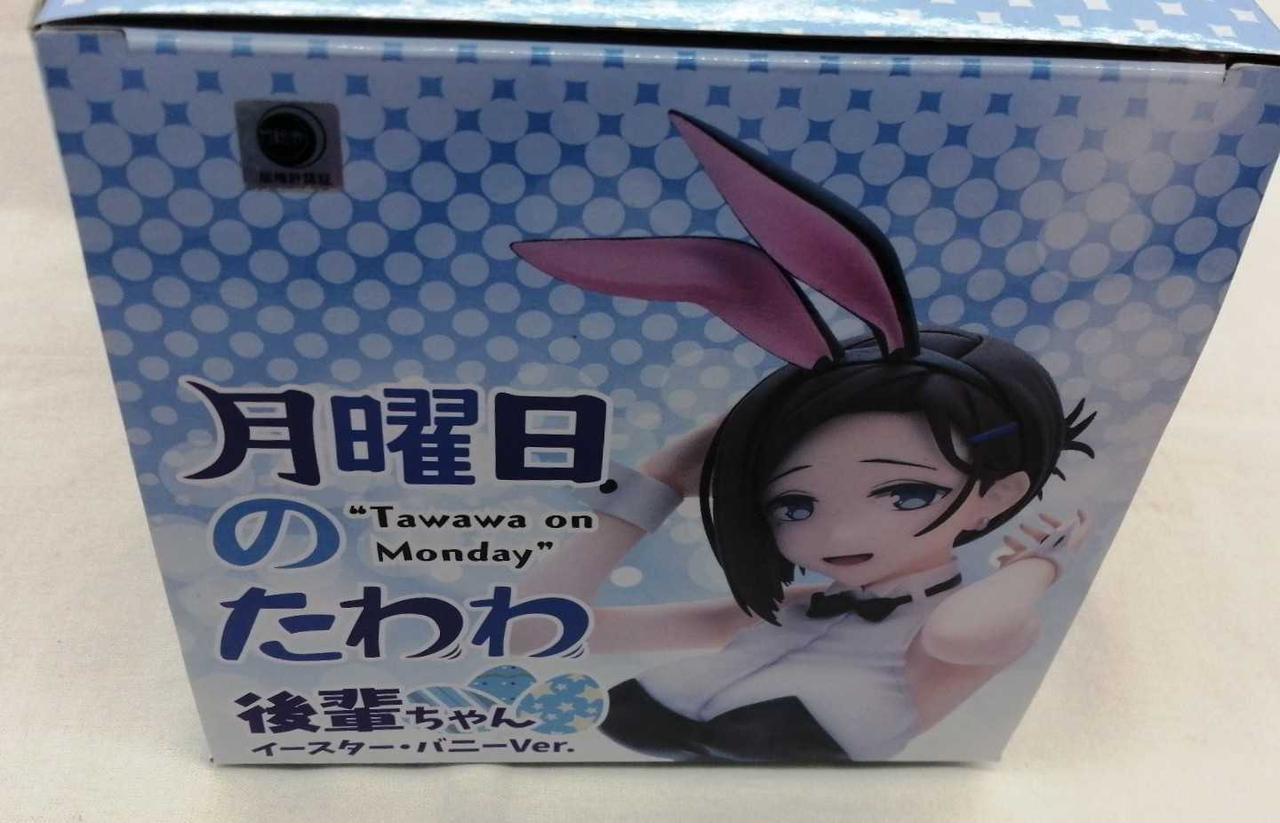 月曜日
の
“Tawawa on
Monday”
たわわ
後輩ちゃん
イースター・バニーVer.